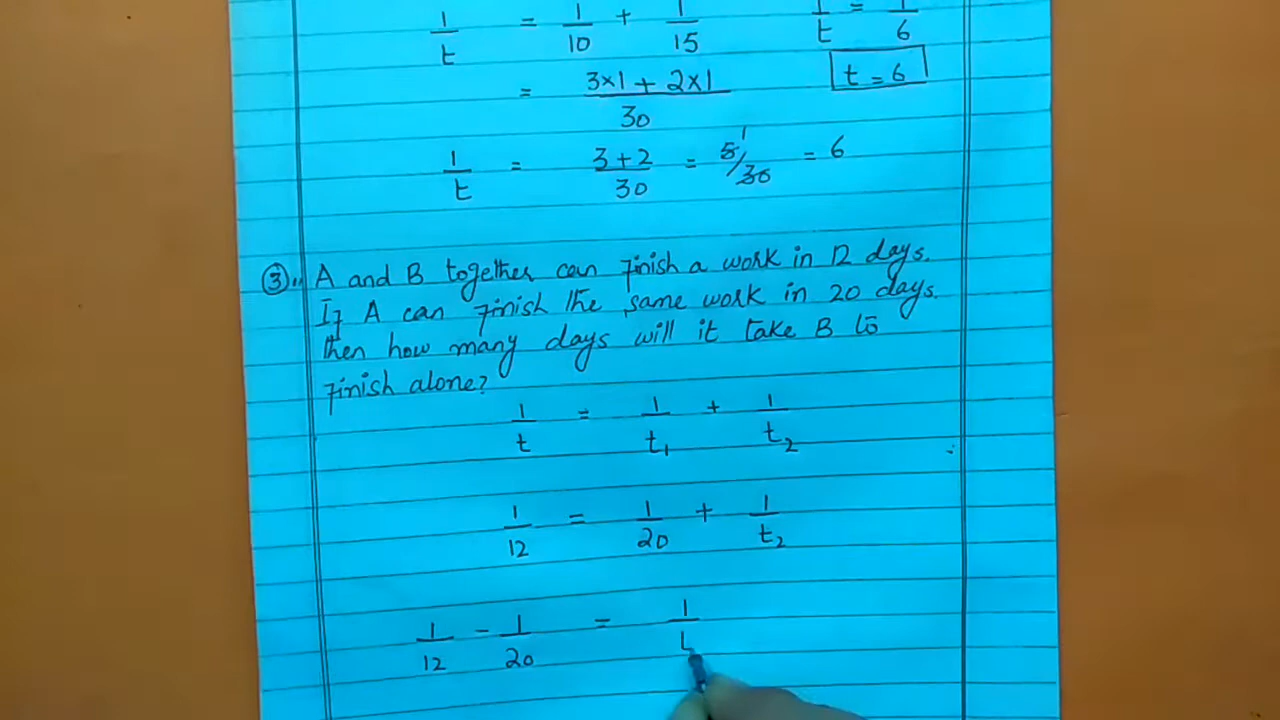 1/t = 1/10 + 1/15 1/t = 1/6
= 3×1 + 2×1/30 t = 6
1/t = 3+2/30 = 5/30 1 = 6
③.. A and B together can finish a work in 12 days.
If A can finish the same work in 20 days.
then how many days will it take B to
finish alone?
1/t = 1/t₁ + 1/t₂
1/12 = 1/20 + 1/t₂
1/12 - 1/20 = 1/